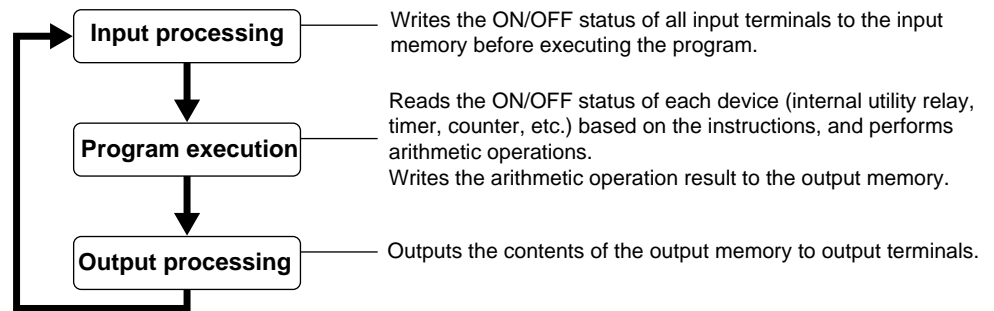 Input processing
Writes the ON/OFF status of all input terminals to the input
memory before executing the program.
Program execution
Reads the ON/OFF status of each device (internal utility relay,
timer, counter, etc.) based on the instructions, and performs
arithmetic operations.
Writes the arithmetic operation result to the output memory.
Output processing
Outputs the contents of the output memory to output terminals.